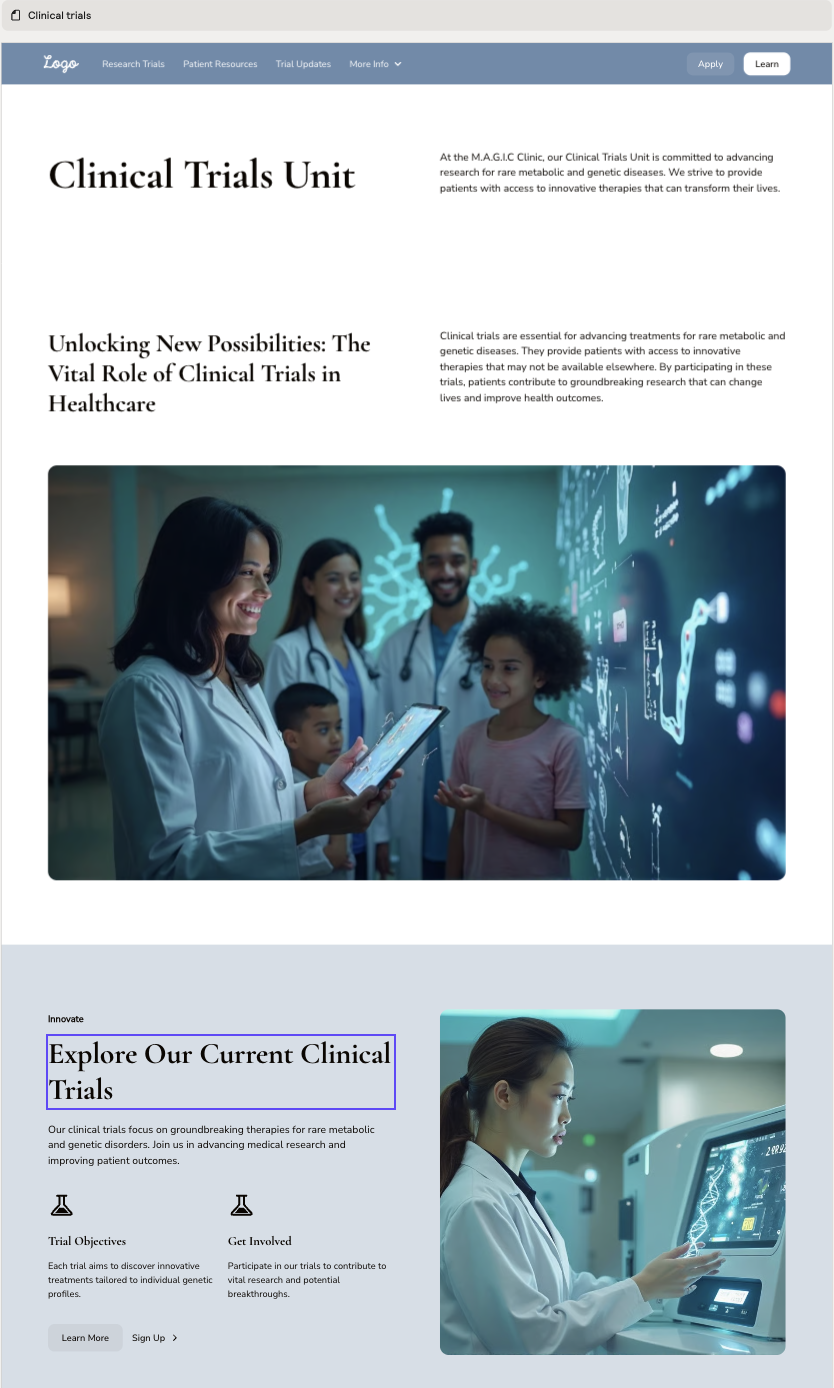 Clinical trials
Logo
Research Trials
Patient Resources
Trial Updates
More Info
Apply
Learn
Clinical Trials Unit
At the M.A.G.I.C Clinic, our Clinical Trials Unit is committed to advancing
research for rare metabolic and genetic diseases. We strive to provide
patients with access to innovative therapies that can transform their lives.
Unlocking New Possibilities: The
Vital Role of Clinical Trials in
Healthcare
Clinical trials are essential for advancing treatments for rare metabolic and
genetic diseases. They provide patients with access to innovative
therapies that may not be available elsewhere. By participating in these
trials, patients contribute to groundbreaking research that can change
lives and improve health outcomes.
Innovate
Explore Our Current Clinical
Trials
Our clinical trials focus on groundbreaking therapies for rare metabolic
and genetic disorders. Join us in advancing medical research and
improving patient outcomes.
Trial Objectives
Each trial aims to discover innovative
treatments tailored to individual genetic
profiles.
Get Involved
Participate in our trials to contribute to
vital research and potential
breakthroughs.
Learn More
Sign Up